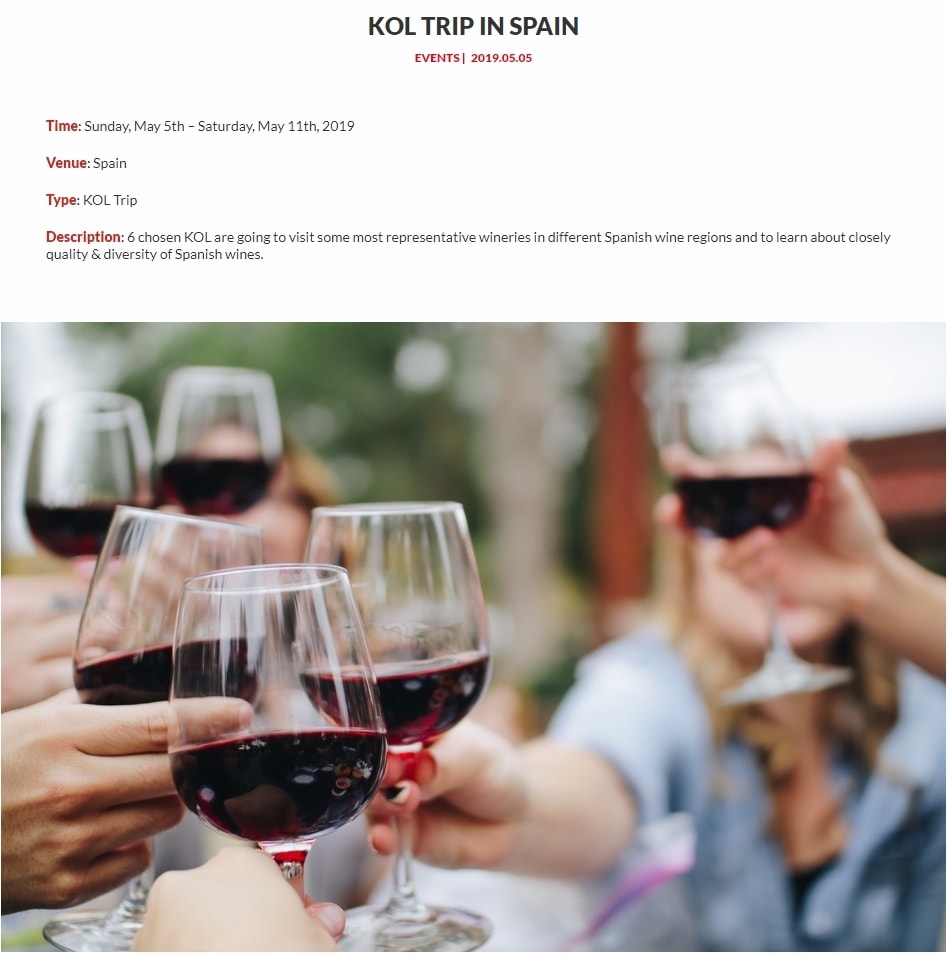 KOL TRIP IN SPAIN
EVENTS | 2019.05.05
Time: Sunday, May 5th – Saturday, May 11th, 2019
Venue: Spain
Type: KOL Trip
Description: 6 chosen KOL are going to visit some most representative wineries in different Spanish wine regions and to learn about closely
quality & diversity of Spanish wines.